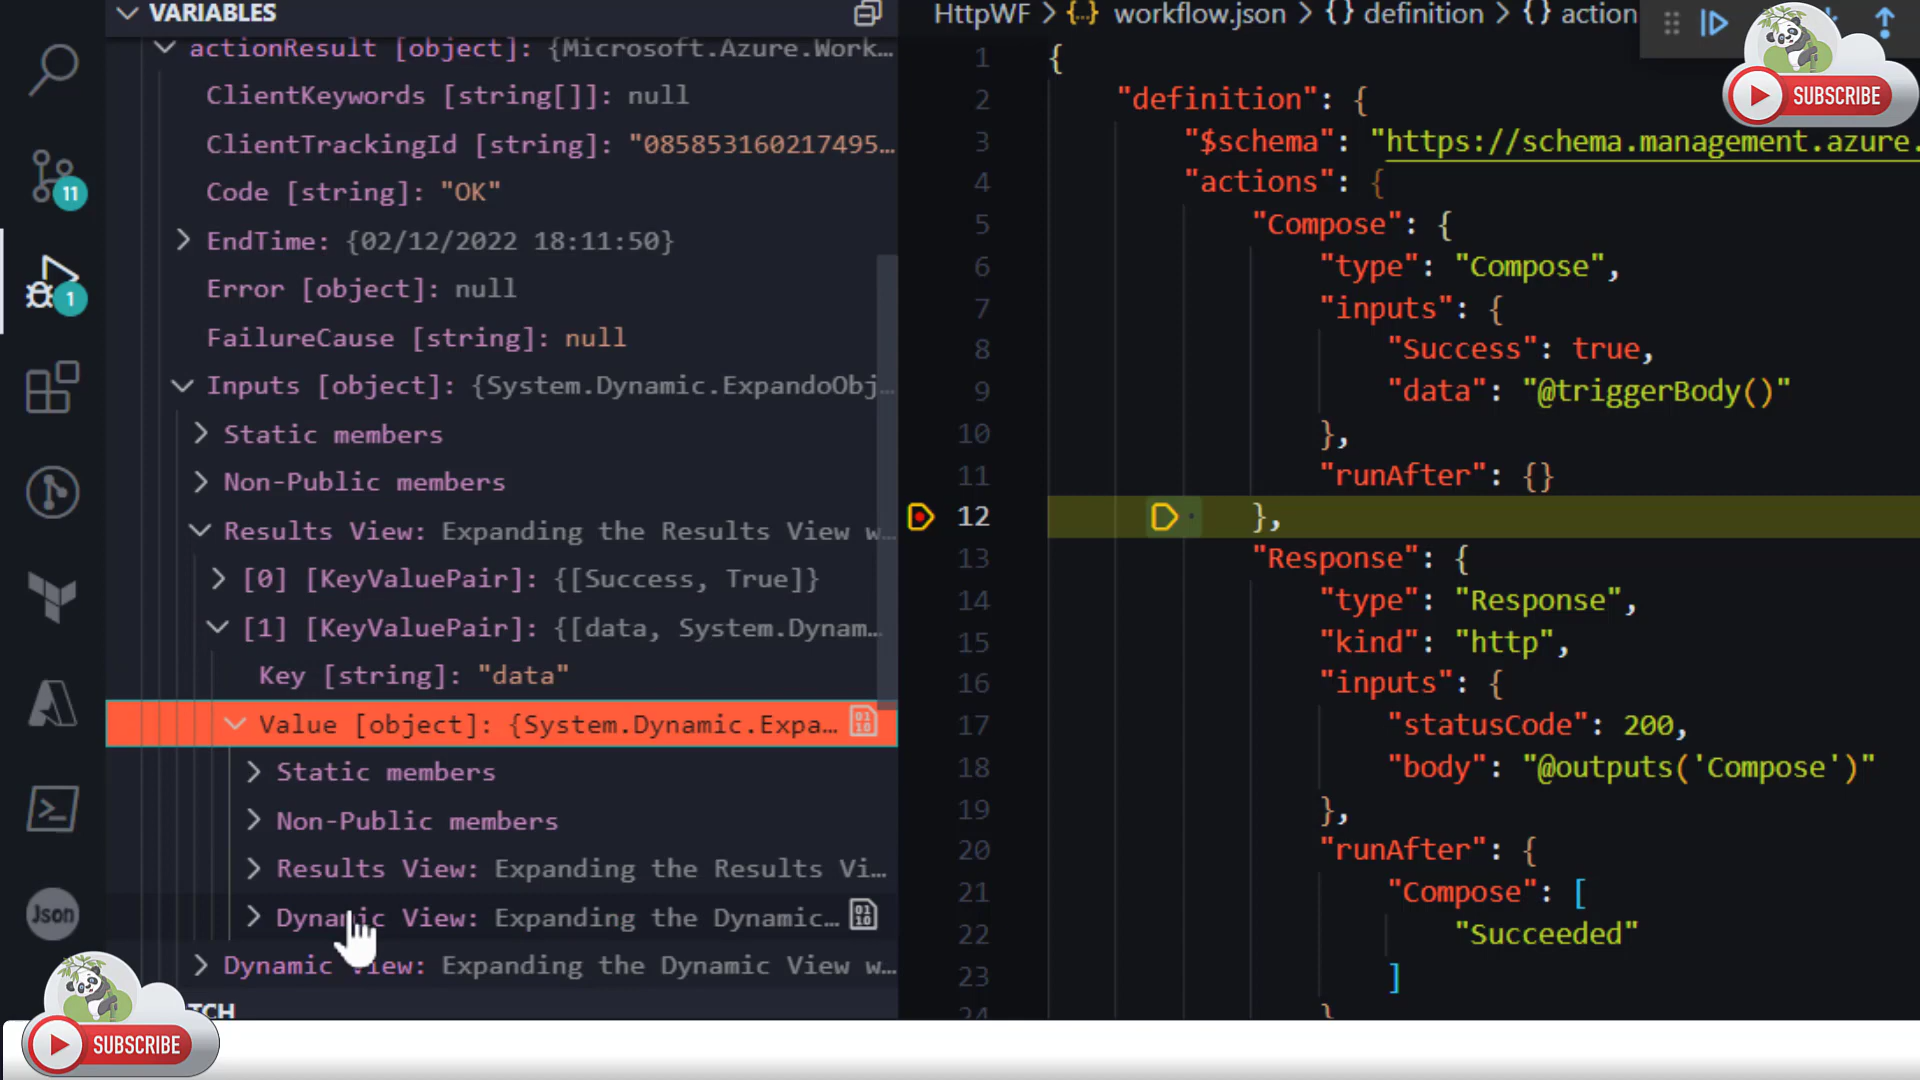 VARIABLES
actionResult [object]: {Microsoft.Azure.Work…
ClientKeywords [string[]]: null
ClientTrackingId [string]: "085853160217495…
Code [string]: "OK"
EndTime: {02/12/2022 18:11:50}
Error [object]: null
FailureCause [string]: null
Inputs [object]: {System.Dynamic.ExpandoObj…
Static members
Non-Public members
Results View: Expanding the Results View w…
[0] [KeyValuePair]: {[Success, True]}
[1] [KeyValuePair]: {[data, System.Dynam…
Key [string]: "data"
Value [object]: {System.Dynamic.Expa…
Static members
Non-Public members
Results View: Expanding the Results Vi…
Dynamic View: Expanding the Dynamic…
Dynamic View: Expanding the Dynamic View w…
TCH
11
1
Json
SUBSCRIBE
HttpWF > {..} workflow.json > {} definition > {} action
SUBSCRIBE
1 {
2 "definition": {
3 "$schema": "https://schema.management.azure.
4 "actions": {
5 "Compose": {
6 "type": "Compose",
7 "inputs": {
8 "Success": true,
9 "data": "@triggerBody()"
10 },
11 "runAfter": {}
12 },
13 "Response": {
14 "type": "Response",
15 "kind": "http",
16 "inputs": {
17 "statusCode": 200,
18 "body": "@outputs('Compose')"
19 },
20 "runAfter": {
21 "Compose": [
22 "Succeeded"
23 ]
24 }